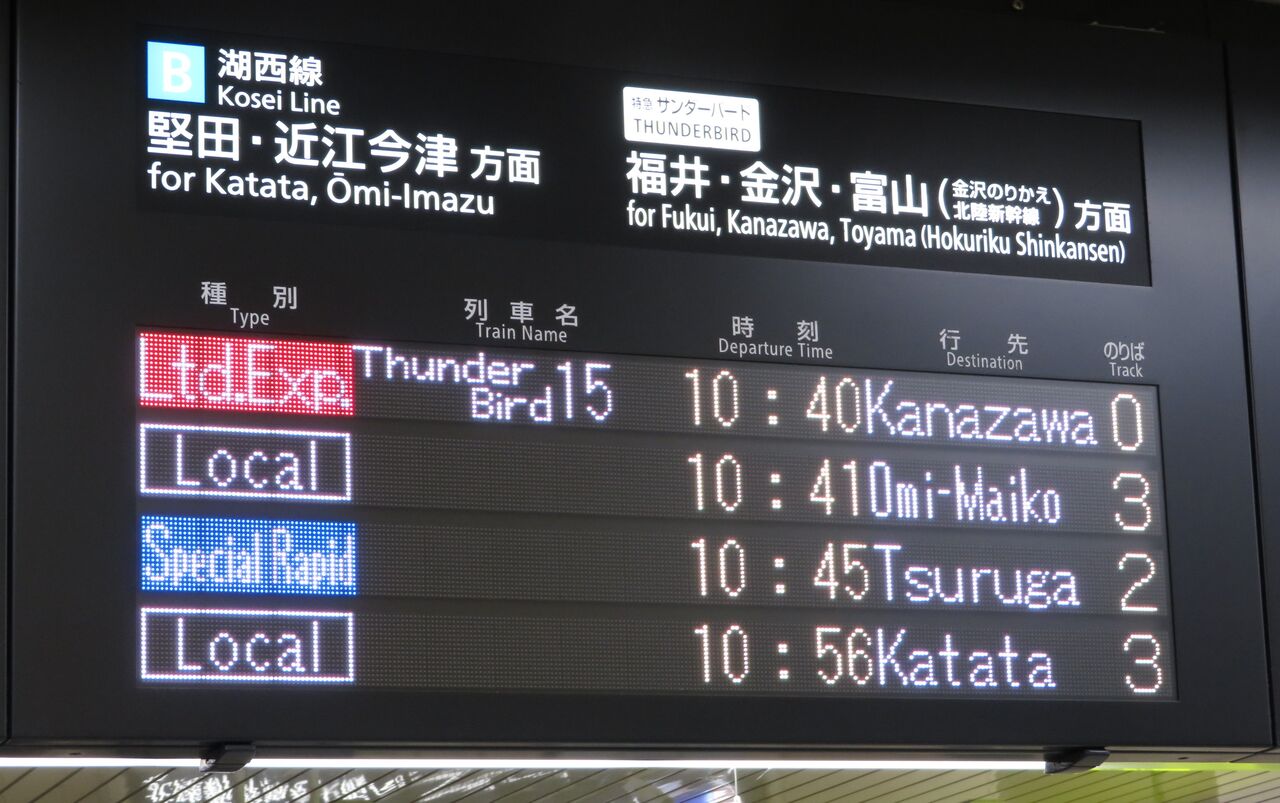 B 湖西線
Kosei Line
堅田・近江今津 方面
for Katata, Ōmi-Imazu
特急 サンダーバード
THUNDERBIRD
福井・金沢・富山(金沢のりかえ
北陸新幹線)方面
for Fukui, Kanazawa, Toyama (Hokuriku Shinkansen)
種別 列車名 時刻 行先 のりば
Type Train Name Departure Time Destination Track
Ltd.Exp. Thunder Bird 15 10:40 Kanazawa 0
Local 10:41 Omi-Maiko 3
Special Rapid 10:45 Tsuruga 2
Local 10:56 Katata 3